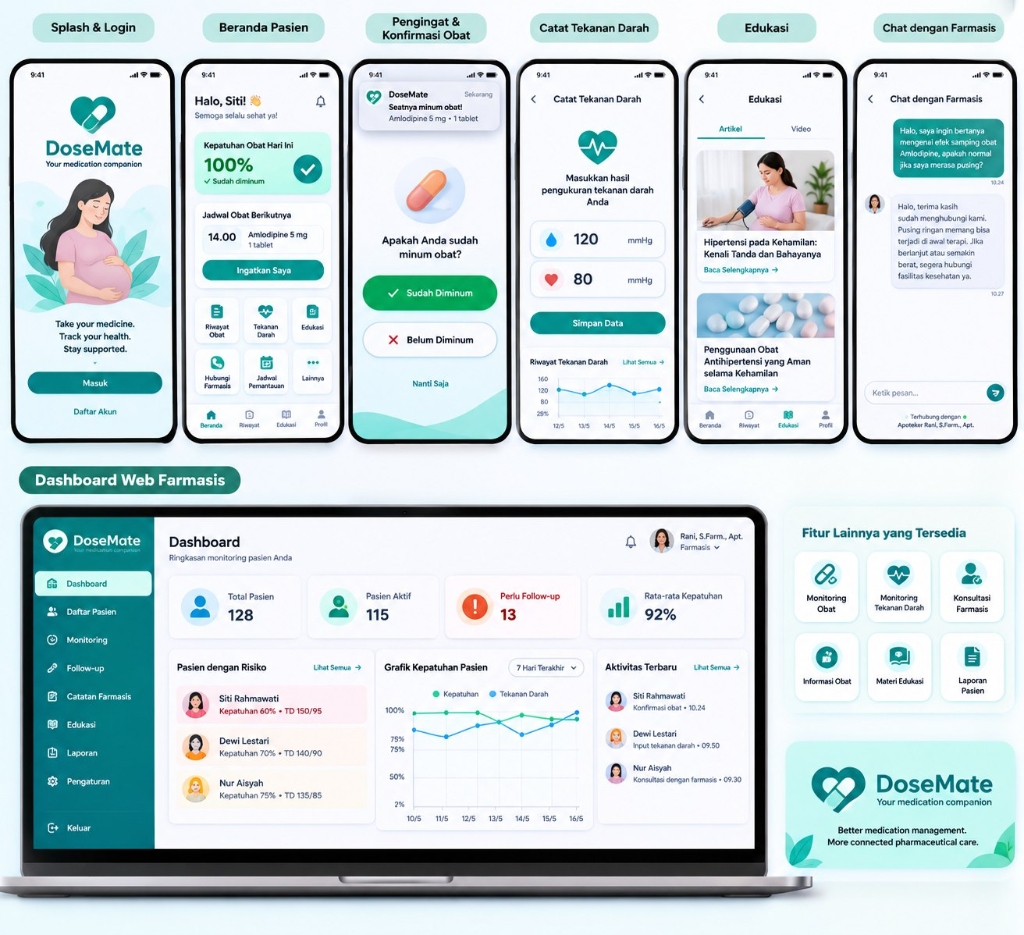 Splash & Login
9:41
DoseMate
Your medication companion
Take your medicine.
Track your health.
Stay supported.
Masuk
Daftar Akun
Beranda Pasien
9:41
Halo, Siti! 👋
Semoga selalu sehat ya!
Kepatuhan Obat Hari Ini
100%
✓ Sudah diminum
Jadwal Obat Berikutnya
14.00
Amlodipine 5 mg
1 tablet
Ingatkan Saya
Riwayat
Obat
Tekanan
Darah
Edukasi
Hubungi
Farmasis
Jadwal
Pemantauan
Lainnya
Beranda
Riwayat
Edukasi
Profil
Pengingat &
Konfirmasi Obat
9:41
DoseMate
Sekarang
Seatnya minum obat!
Amlodipine 5 mg • 1 tablet
Apakah Anda sudah
minum obat?
Sudah Diminum
Belum Diminum
Nanti Saja
Catat Tekanan Darah
9:41
Catat Tekanan Darah
Masukkan hasil
pengukuran tekanan darah
Anda
120 mmHg
80 mmHg
Simpan Data
Riwayat Tekanan Darah
Lihat Semua →
160
120
80
28%
12/5 13/5 14/5 15/5 16/5
Edukasi
9:41
Edukasi
Artikel
Video
Hipertensi pada Kehamilan:
Kenali Tanda dan Bahayanya
Baca Selengkapnya →
Penggunaan Obat
Antihipertensi yang Aman
selama Kehamilan
Baca Selengkapnya →
Beranda
Riwayat
Edukasi
Profil
Chat dengan Farmasis
9:41
Chat dengan Farmasis
Halo, saya ingin bertanya
mengenai efek samping obat
Amlodipine, apakah normal
jika saya merasa pusing?
10.24
Halo, terima kasih
sudah menghubungi kami.
Pusing ringan memang bisa
terjadi di awal terapi. Jika
berlanjut atau semakin
berat, segera hubungi
fasilitas kesehatan ya.
10.27
Ketik pesan...
Terhubung dengan
Apoteker Rani, S.Farm., Apt.
Dashboard Web Farmasis
DoseMate
Your medication companion
Dashboard
Daftar Pasien
Monitoring
Follow-up
Catatan Farmasis
Edukasi
Laporan
Pengaturan
Keluar
Dashboard
Ringkasan monitoring pasien Anda
Rani, S.Farm., Apt.
Farmasis
Total Pasien
128
Pasien Aktif
115
Perlu Follow-up
13
Rata-rata Kepatuhan
92%
Pasien dengan Risiko
Lihat Semua →
Siti Rahmawati
Kepatuhan 60% • TD 150/95
Dewi Lestari
Kepatuhan 70% • TD 140/90
Nur Aisyah
Kepatuhan 75% • TD 135/85
Grafik Kepatuhan Pasien
7 Hari Terakhir
Kepatuhan
Tekanan Darah
100%
75%
75%
50%
2%
10/5 11/5 12/5 13/5 14/5 15/5 16/5
Aktivitas Terbaru
Lihat Semua →
Siti Rahmawati
Konfirmasi obat • 10.24
Dewi Lestari
Input tekanan darah • 09.50
Nur Aisyah
Konsultasi dengan farmasis • 09.30
Fitur Lainnya yang Tersedia
Monitoring
Obat
Monitoring
Tekanan Darah
Konsultasi
Farmasis
Informasi Obat
Materi Edukasi
Laporan
Pasien
DoseMate
Your medication companion
Better medication management.
More connected pharmaceutical care.